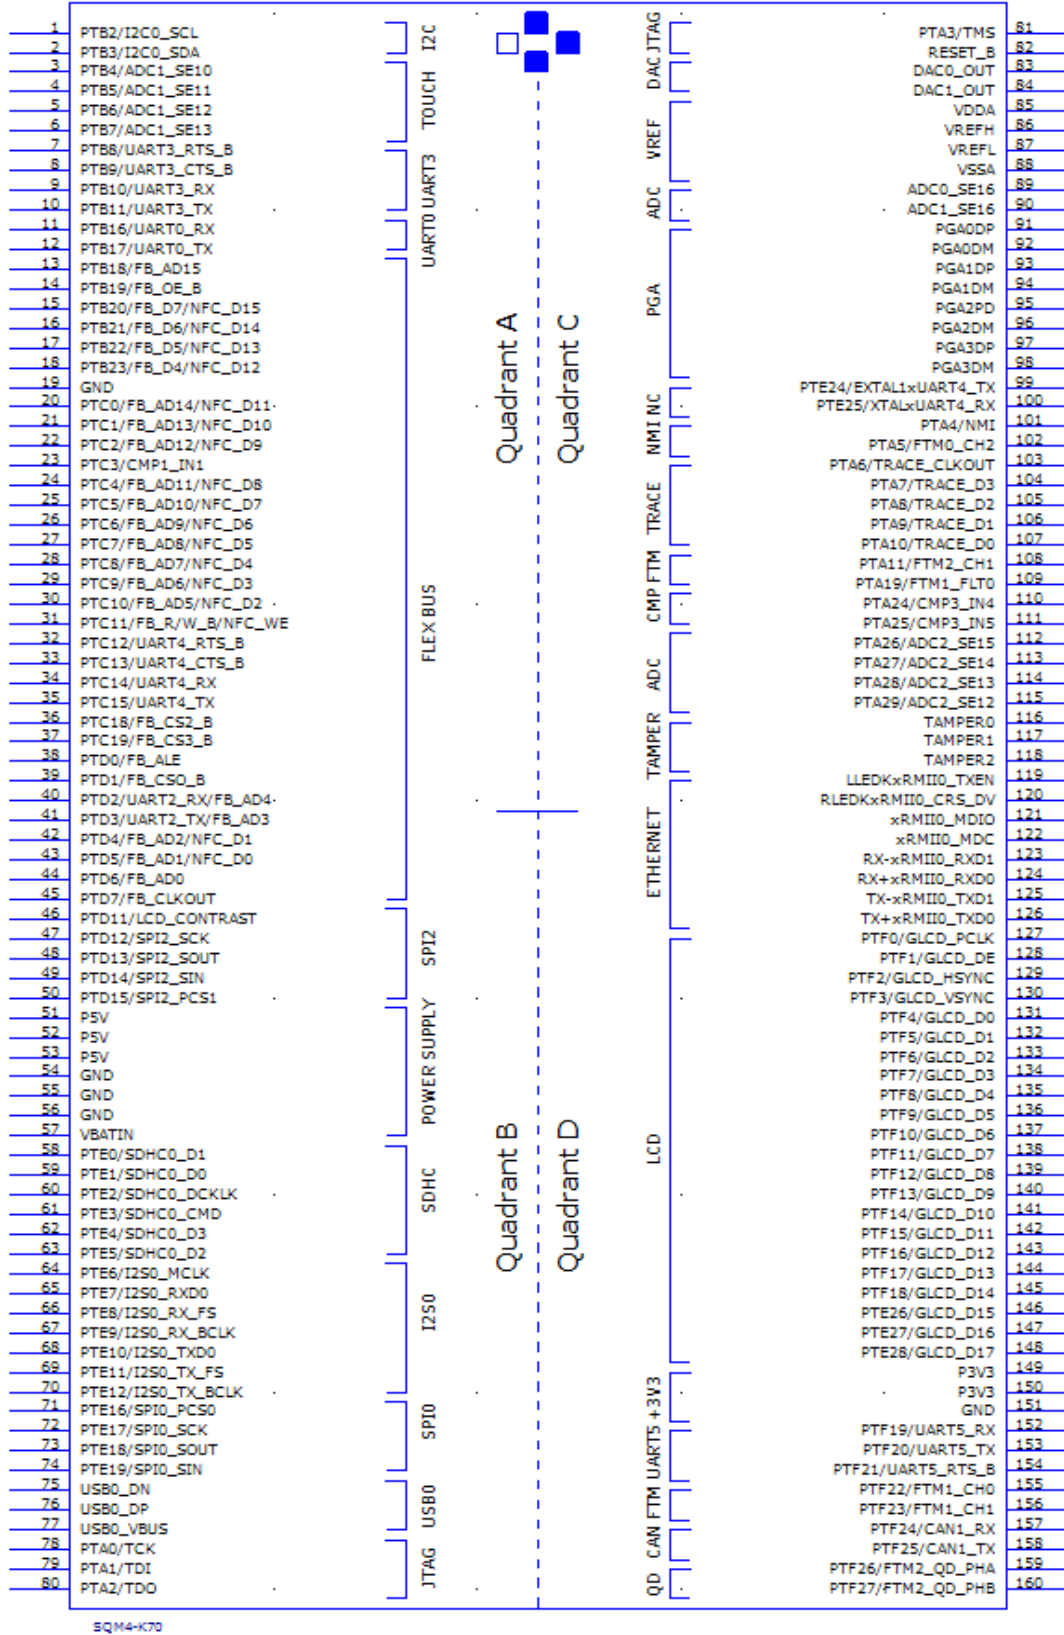 1 PTB2/I2C0_SCL
2 PTB3/I2C0_SDA
3 PTB4/ADC1_SE10
4 PTB5/ADC1_SE11
5 PTB6/ADC1_SE12
6 PTB7/ADC1_SE13
7 PTB8/UART3_RTS_B
8 PTB9/UART3_CTS_B
9 PTB10/UART3_RX
10 PTB11/UART3_TX
11 PTB16/UART0_RX
12 PTB17/UART0_TX
13 PTB18/FB_AD15
14 PTB19/FB_OE_B
15 PTB20/FB_D7/NFC_D15
16 PTB21/FB_D6/NFC_D14
17 PTB22/FB_D5/NFC_D13
18 PTB23/FB_D4/NFC_D12
19 GND
20 PTC0/FB_AD14/NFC_D11
21 PTC1/FB_AD13/NFC_D10
22 PTC2/FB_AD12/NFC_D9
23 PTC3/CMP1_IN1
24 PTC4/FB_AD11/NFC_D8
25 PTC5/FB_AD10/NFC_D7
26 PTC6/FB_AD9/NFC_D6
27 PTC7/FB_AD8/NFC_D5
28 PTC8/FB_AD7/NFC_D4
29 PTC9/FB_AD6/NFC_D3
30 PTC10/FB_AD5/NFC_D2
31 PTC11/FB_R/W_B/NFC_WE
32 PTC12/UART4_RTS_B
33 PTC13/UART4_CTS_B
34 PTC14/UART4_RX
35 PTC15/UART4_TX
36 PTC18/FB_CS2_B
37 PTC19/FB_CS3_B
38 PTD0/FB_ALE
39 PTD1/FB_CSO_B
40 PTD2/UART2_RX/FB_AD4
41 PTD3/UART2_TX/FB_AD3
42 PTD4/FB_AD2/NFC_D1
43 PTD5/FB_AD1/NFC_D0
44 PTD6/FB_AD0
45 PTD7/FB_CLKOUT
46 PTD11/LCD_CONTRAST
47 PTD12/SPI2_SCK
48 PTD13/SPI2_SOUT
49 PTD14/SPI2_SIN
50 PTD15/SPI2_PCS1
51 P5V
52 P5V
53 P5V
54 GND
55 GND
56 GND
57 VBATIN
58 PTE0/SDHC0_D1
59 PTE1/SDHC0_D0
60 PTE2/SDHC0_DCKLK
61 PTE3/SDHC0_CMD
62 PTE4/SDHC0_D3
63 PTE5/SDHC0_D2
64 PTE6/I2S0_MCLK
65 PTE7/I2S0_RXD0
66 PTE8/I2S0_RX_FS
67 PTE9/I2S0_RX_BCLK
68 PTE10/I2S0_TXD0
69 PTE11/I2S0_TX_FS
70 PTE12/I2S0_TX_BCLK
71 PTE16/SPI0_PCS0
72 PTE17/SPI0_SCK
73 PTE18/SPI0_SOUT
74 PTE19/SPI0_SIN
75 USB0_DN
76 USB0_DP
77 USB0_VBUS
78 PTA0/TCK
79 PTA1/TDI
80 PTA2/TDO
I2C
TOUCH
UART3
UART0
FLEX BUS
SPI2
POWER SUPPLY
SDHC
I2S0
SPI0
USB0
JTAG
Quadrant A
Quadrant B
Quadrant C
Quadrant D
JTAG
DAC
VREF
ADC
PGA
NC
NMI
TRACE
FTM
CMP
ADC
TAMPER
ETHERNET
LCD
+3V3
UART5
FTM
CAN
QD
PTA3/TMS 81
RESET_B 82
DAC0_OUT 83
DAC1_OUT 84
VDDA 85
VREFH 86
VREFL 87
VSSA 88
ADC0_SE16 89
ADC1_SE16 90
PGA0DP 91
PGA0DM 92
PGA1DP 93
PGA1DM 94
PGA2PD 95
PGA2DM 96
PGA3DP 97
PGA3DM 98
PTE24/EXTAL1xUART4_TX 99
PTE25/XTALxUART4_RX 100
PTA4/NMI 101
PTA5/FTM0_CH2 102
PTA6/TRACE_CLKOUT 103
PTA7/TRACE_D3 104
PTA8/TRACE_D2 105
PTA9/TRACE_D1 106
PTA10/TRACE_D0 107
PTA11/FTM2_CH1 108
PTA19/FTM1_FLT0 109
PTA24/CMP3_IN4 110
PTA25/CMP3_IN5 111
PTA26/ADC2_SE15 112
PTA27/ADC2_SE14 113
PTA28/ADC2_SE13 114
PTA29/ADC2_SE12 115
TAMPER0 116
TAMPER1 117
TAMPER2 118
LLEDKxRMII0_TXEN 119
RLEDKxRMII0_CRS_DV 120
xRMII0_MDIO 121
xRMII0_MDC 122
RX-xRMII0_RXD1 123
RX+xRMII0_RXD0 124
TX-xRMII0_TXD1 125
TX+xRMII0_TXD0 126
PTF0/GLCD_PCLK 127
PTF1/GLCD_DE 128
PTF2/GLCD_HSYNC 129
PTF3/GLCD_VSYNC 130
PTF4/GLCD_D0 131
PTF5/GLCD_D1 132
PTF6/GLCD_D2 133
PTF7/GLCD_D3 134
PTF8/GLCD_D4 135
PTF9/GLCD_D5 136
PTF10/GLCD_D6 137
PTF11/GLCD_D7 138
PTF12/GLCD_D8 139
PTF13/GLCD_D9 140
PTF14/GLCD_D10 141
PTF15/GLCD_D11 142
PTF16/GLCD_D12 143
PTF17/GLCD_D13 144
PTF18/GLCD_D14 145
PTE26/GLCD_D15 146
PTE27/GLCD_D16 147
PTE28/GLCD_D17 148
P3V3 149
P3V3 150
GND 151
PTF19/UART5_RX 152
PTF20/UART5_TX 153
PTF21/UART5_RTS_B 154
PTF22/FTM1_CH0 155
PTF23/FTM1_CH1 156
PTF24/CAN1_RX 157
PTF25/CAN1_TX 158
PTF26/FTM2_QD_PHA 159
PTF27/FTM2_QD_PHB 160
SQM4-K70